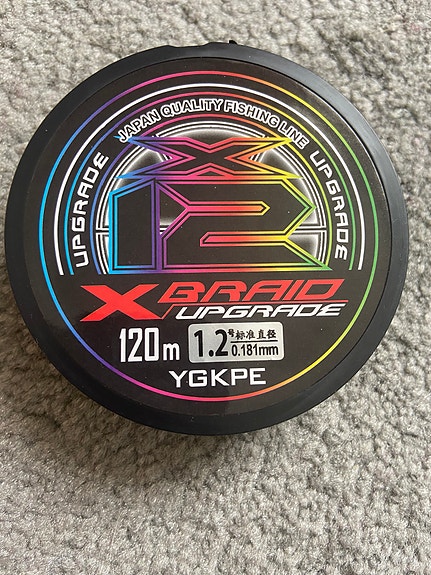 JAPAN QUALITY FISHING LINE
UPGRADE
UPGRADE
X
12
X BRAID
UPGRADE
120m
1.2号 标准直径
0.181mm
YGKPE